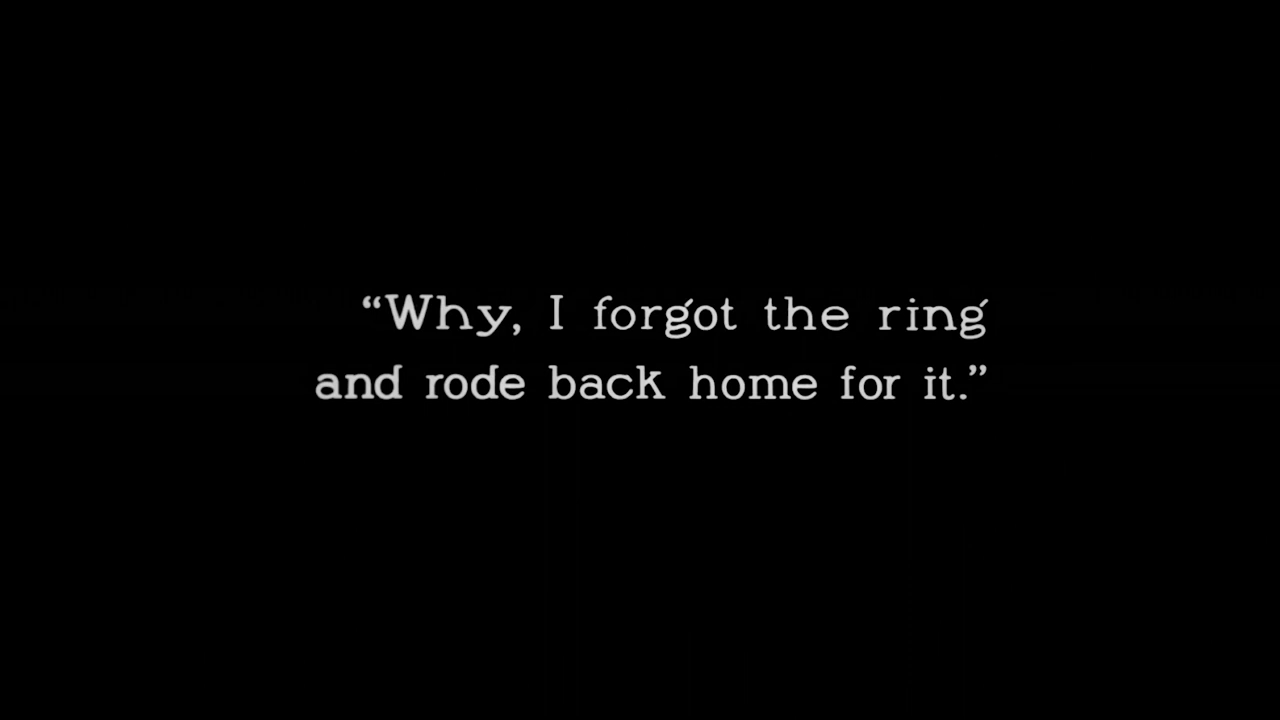 “Why, I forgot the ring
and rode back home for it.”